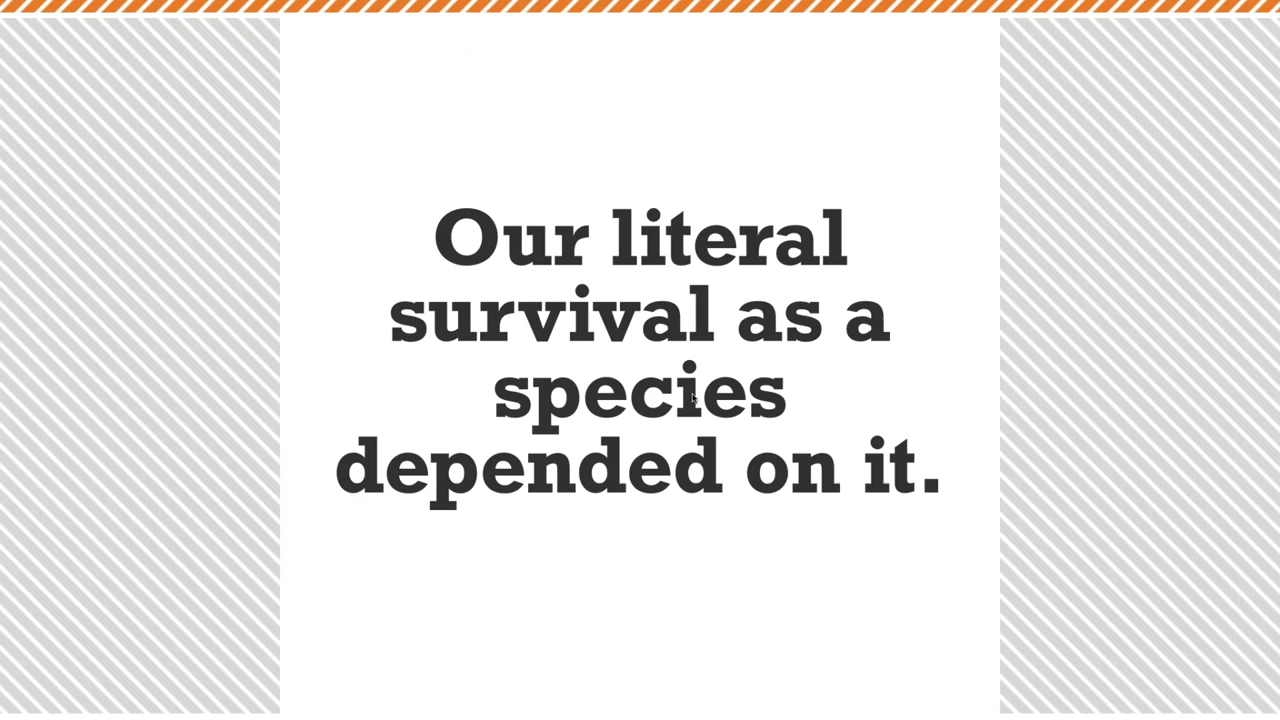 Our literal
survival as a
species
depended on it.